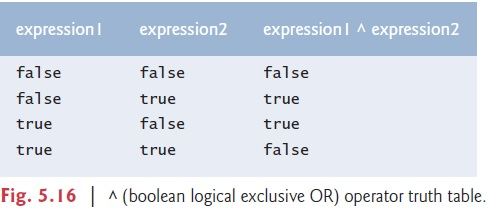 expression1 expression2 expression1 ^ expression2
false false false
false true true
true false true
true true false
Fig. 5.16 | ^ (boolean logical exclusive OR) operator truth table.